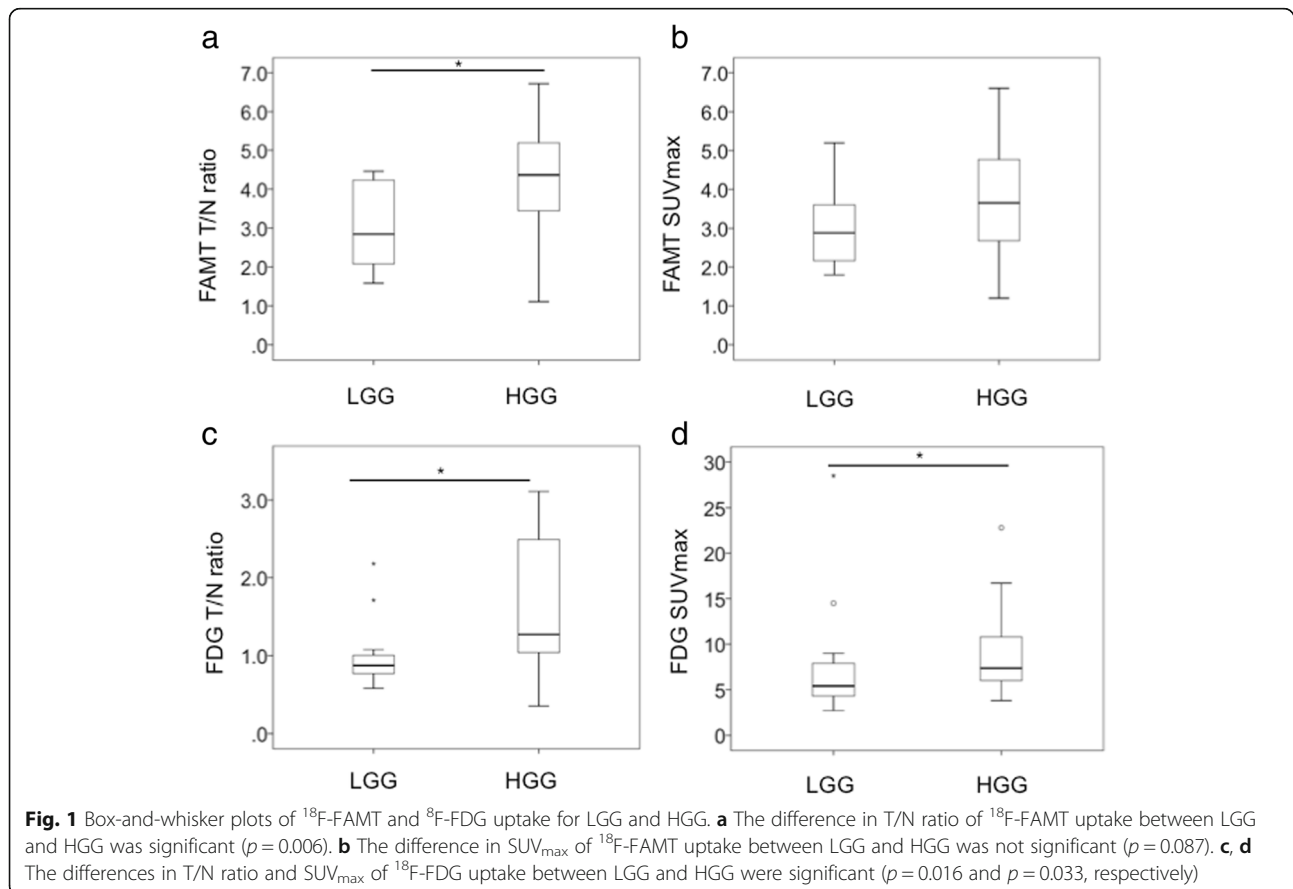 a
b
*
7.0
6.0
5.0
4.0
3.0
2.0
1.0
.0
FAMT T/N ratio
LGG
HGG
7.0
6.0
5.0
4.0
3.0
2.0
1.0
.0
FAMT SUVmax
LGG
HGG
c
d
*
3.0
2.0
1.0
.0
FDG T/N ratio
LGG
HGG
*
30
25
20
15
10
5
0
FDG SUVmax
LGG
HGG
Fig. 1 Box-and-whisker plots of ¹⁸F-FAMT and ⁸F-FDG uptake for LGG and HGG. a The difference in T/N ratio of ¹⁸F-FAMT uptake between LGG
and HGG was significant (p = 0.006). b The difference in SUVmax of ¹⁸F-FAMT uptake between LGG and HGG was not significant (p = 0.087). c, d
The differences in T/N ratio and SUVmax of ¹⁸F-FDG uptake between LGG and HGG were significant (p = 0.016 and p = 0.033, respectively)